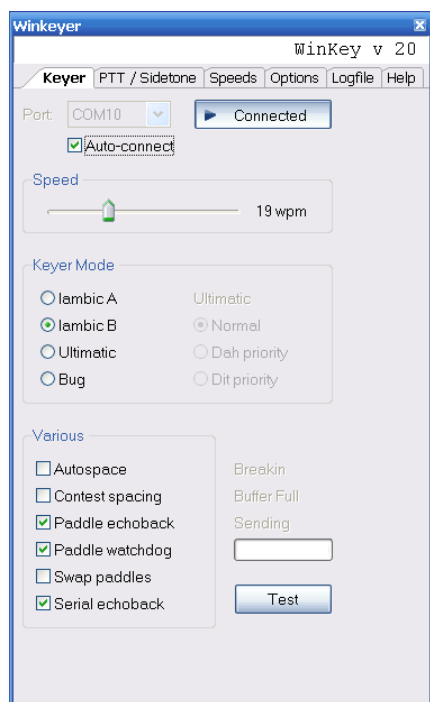 Winkeyer
WinKey v 20
Keyer PTT / Sidetone Speeds Options Logfile Help
Port: COM10 Connected
Auto-connect
Speed
19 wpm
Keyer Mode
Iambic A Ultimatic
Iambic B Normal
Ultimatic Dah priority
Bug Dit priority
Various
Autospace Breakin
Contest spacing Buffer Full
Paddle echoback Sending
Paddle watchdog
Swap paddles
Serial echoback Test